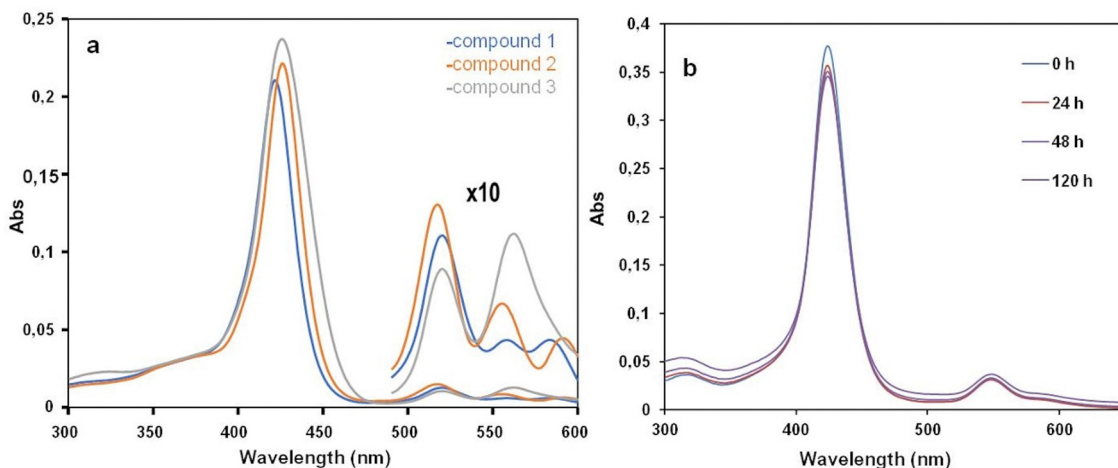 a
-compound 1
-compound 2
-compound 3
x10
0,25
0,2
0,15
0,1
0,05
0
300 350 400 450 500 550 600
Abs
Wavelength (nm)
b
0 h
24 h
48 h
120 h
0,4
0,35
0,3
0,25
0,2
0,15
0,1
0,05
0
300 400 500 600
Abs
Wavelength (nm)